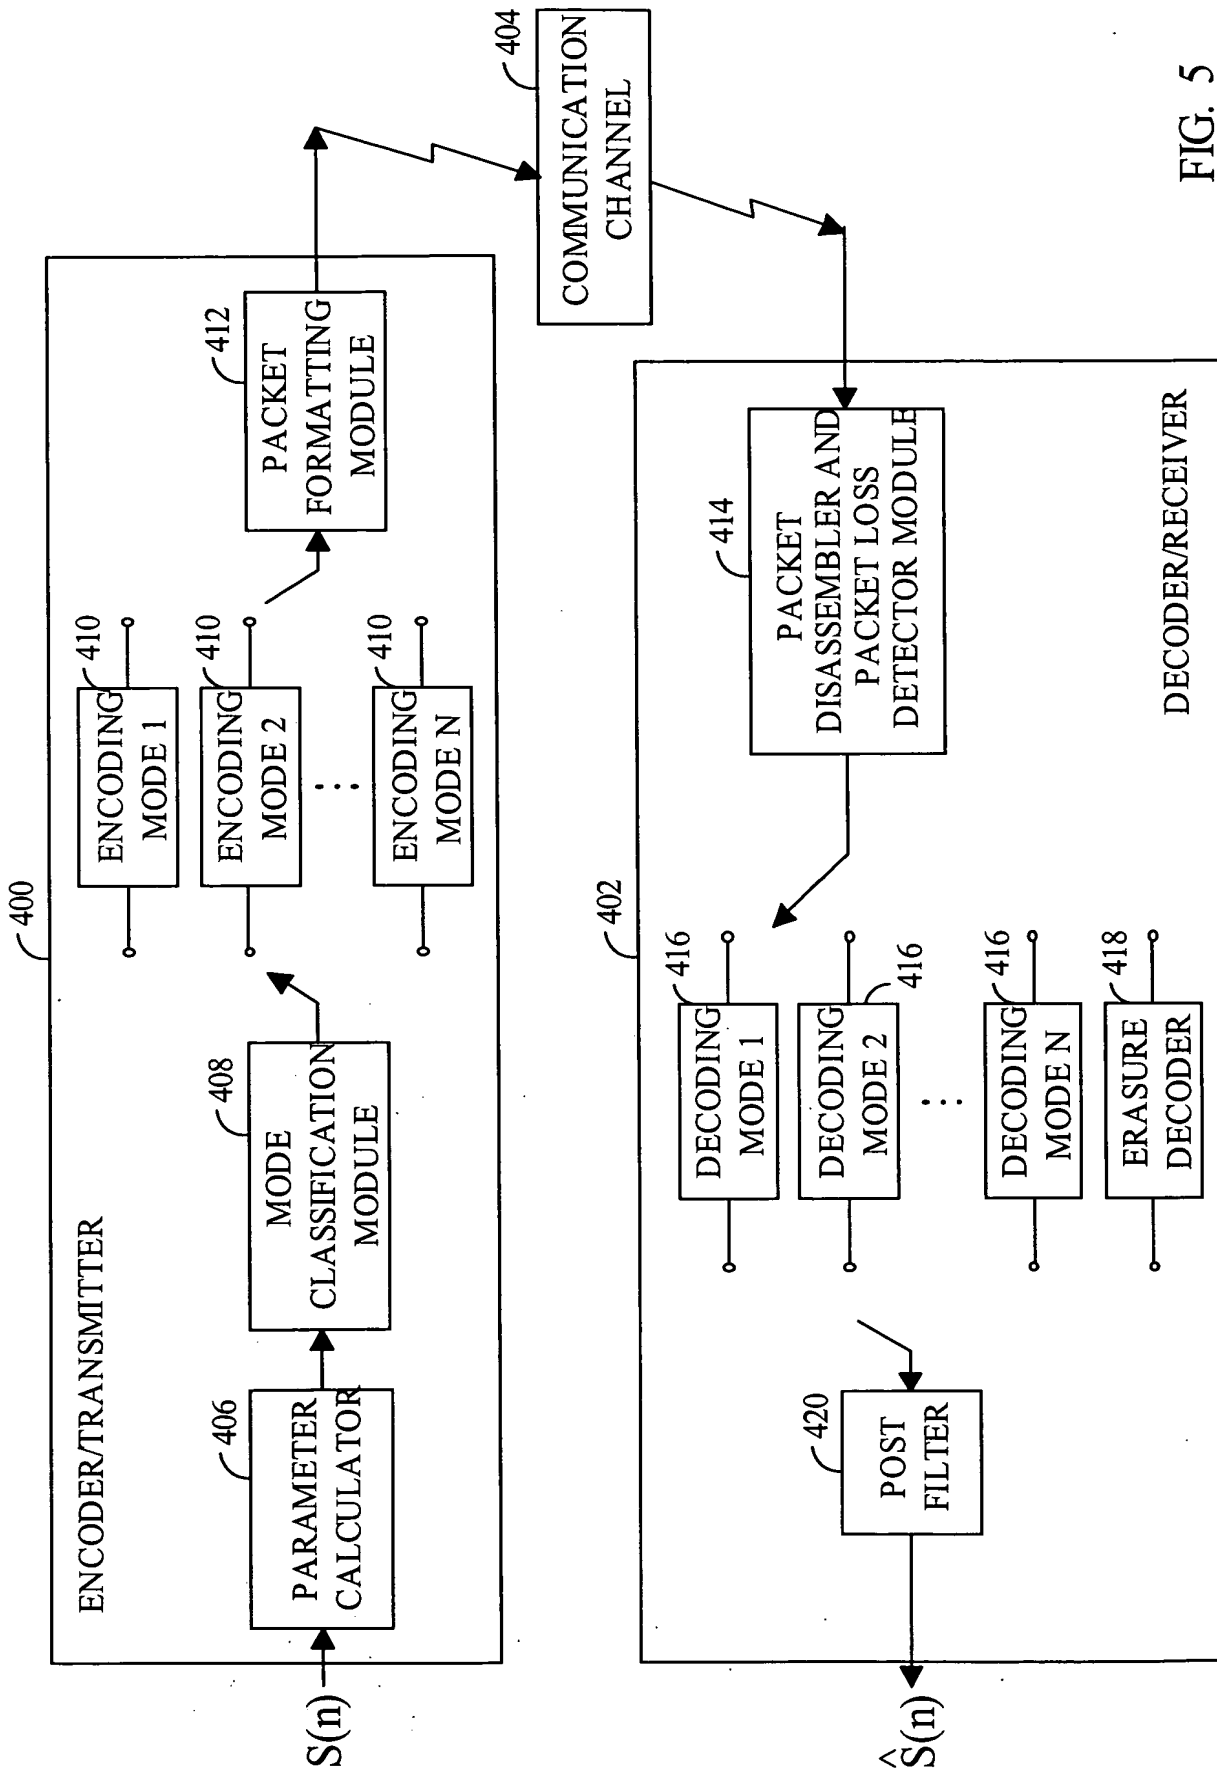 400
ENCODER/TRANSMITTER
S(n)
406
PARAMETER
CALCULATOR
408
MODE
CLASSIFICATION
MODULE
410
ENCODING
MODE 1
410
ENCODING
MODE 2
...
410
ENCODING
MODE N
412
PACKET
FORMATTING
MODULE
404
COMMUNICATION
CHANNEL
402
414
PACKET
DISASSEMBLER AND
PACKET LOSS
DETECTOR MODULE
416
DECODING
MODE 1
416
DECODING
MODE 2
...
416
DECODING
MODE N
418
ERASURE
DECODER
420
POST
FILTER
Ŝ(n)
DECODER/RECEIVER
FIG. 5